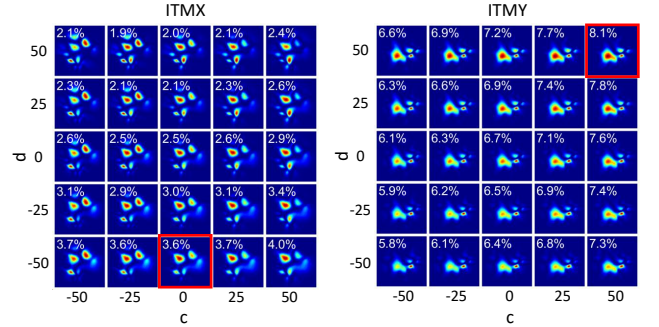 ITMX ITMY
50 2.1% 1.9% 2.0% 2.1% 2.4% 50 6.6% 6.9% 7.2% 7.7% 8.1%
25 2.3% 2.1% 2.1% 2.3% 2.6% 25 6.3% 6.6% 6.9% 7.4% 7.8%
d 0 2.6% 2.5% 2.5% 2.6% 2.9% d 0 6.1% 6.3% 6.7% 7.1% 7.6%
-25 3.1% 2.9% 3.0% 3.1% 3.4% -25 5.9% 6.2% 6.5% 6.9% 7.4%
-50 3.7% 3.6% 3.6% 3.7% 4.0% -50 5.8% 6.1% 6.4% 6.8% 7.3%
-50 -25 0 25 50 -50 -25 0 25 50
c c